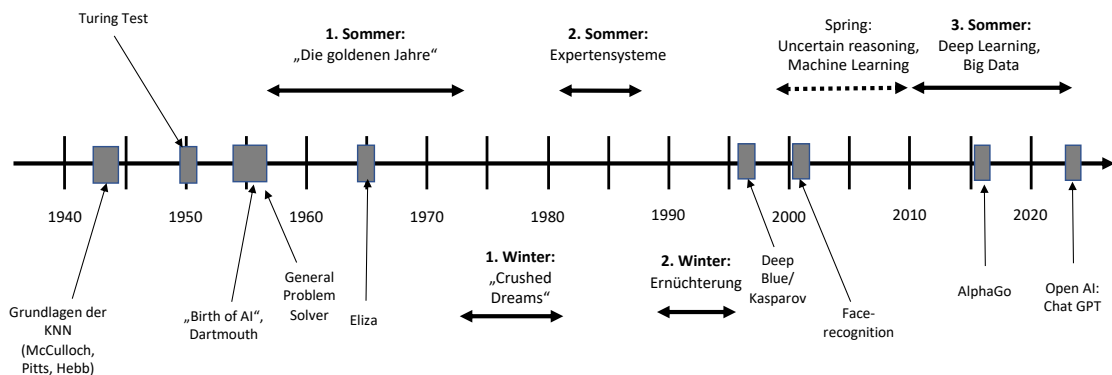 Turing Test
1. Sommer:
„Die goldenen Jahre“
2. Sommer:
Expertensysteme
Spring:
Uncertain reasoning,
Machine Learning
3. Sommer:
Deep Learning,
Big Data
1940
1950
1960
1970
1980
1990
2000
2010
2020
Grundlagen der
KNN
(McCulloch,
Pitts, Hebb)
„Birth of AI“,
Dartmouth
General
Problem
Solver
Eliza
1. Winter:
„Crushed
Dreams“
2. Winter:
Ernüchterung
Deep
Blue/
Kasparov
Face-
recognition
AlphaGo
Open AI:
Chat GPT